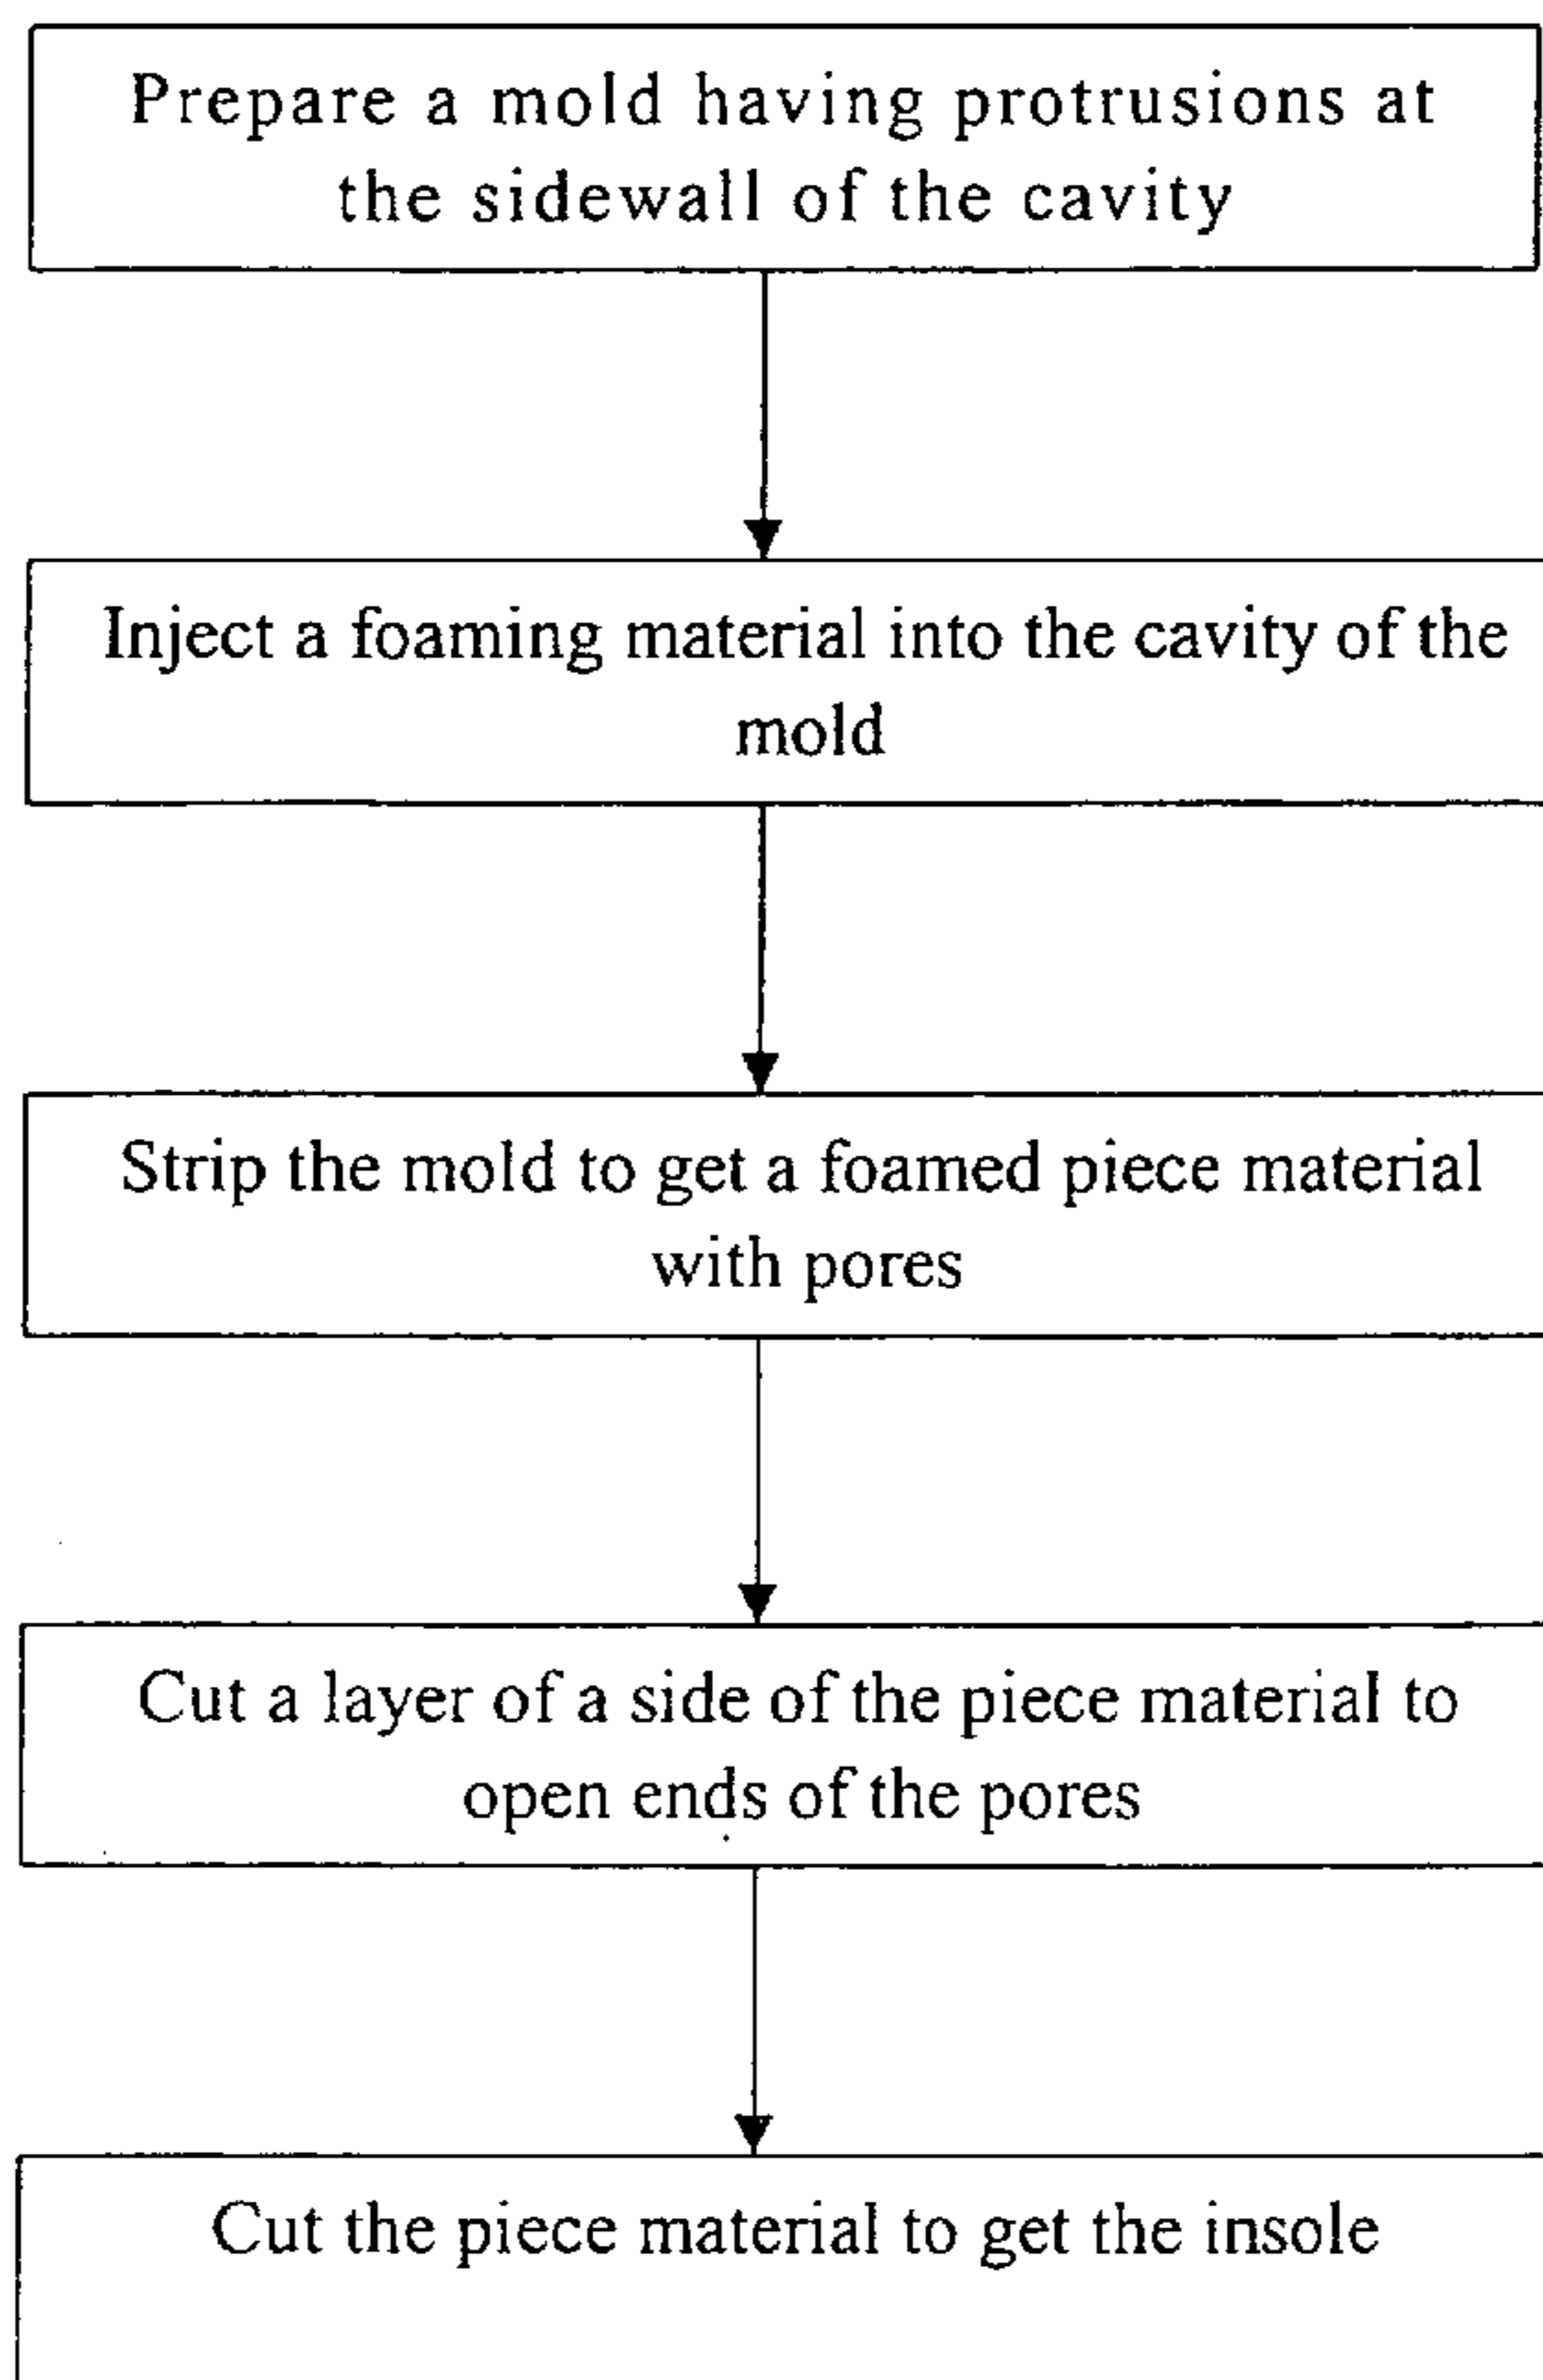 Prepare a mold having protrusions at
the sidewall of the cavity
Inject a foaming material into the cavity of the
mold
Strip the mold to get a foamed piece material
with pores
Cut a layer of a side of the piece material to
open ends of the pores
Cut the piece material to get the insole